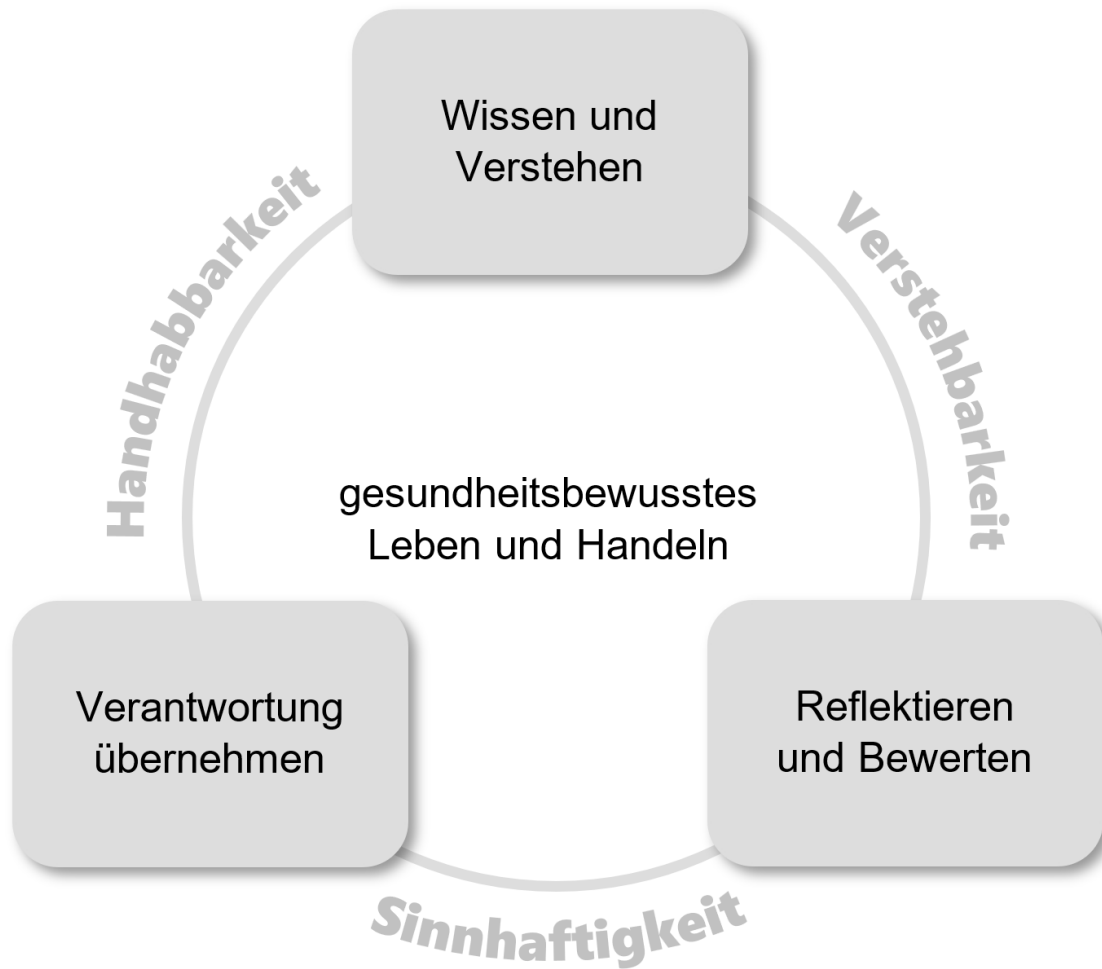 Wissen und
Verstehen
Handhabbarkeit
Verstehbarkeit
gesundheitsbewusstes
Leben und Handeln
Verantwortung
übernehmen
Reflektieren
und Bewerten
Sinnhaftigkeit